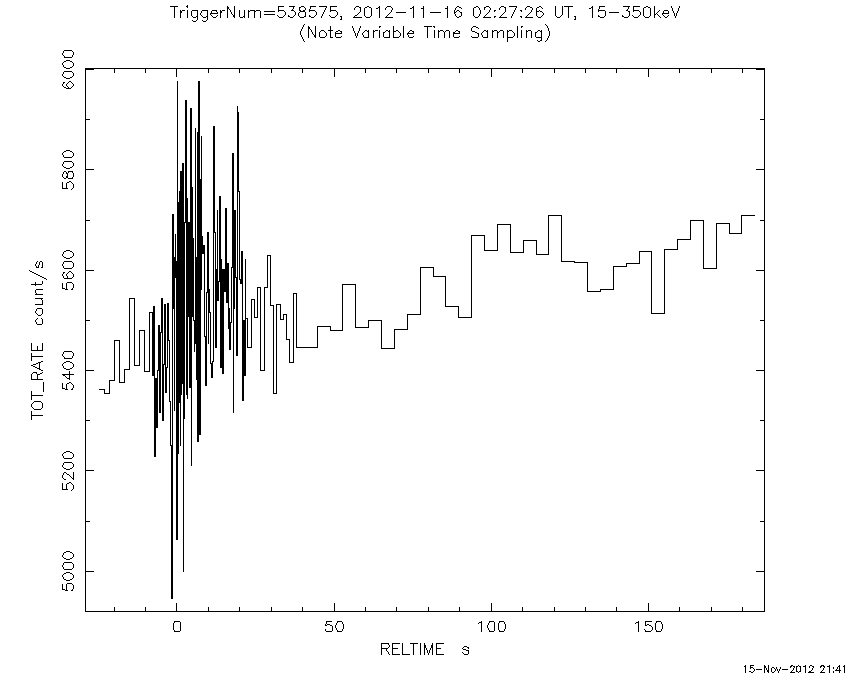 TriggerNum=538575, 2012-11-16 02:27:26 UT, 15-350keV
(Note Variable Time Sampling)
TOT_RATE count/s
6000
5800
5600
5400
5200
5000
0 50 100 150
RELTIME s
15-Nov-2012 21:41